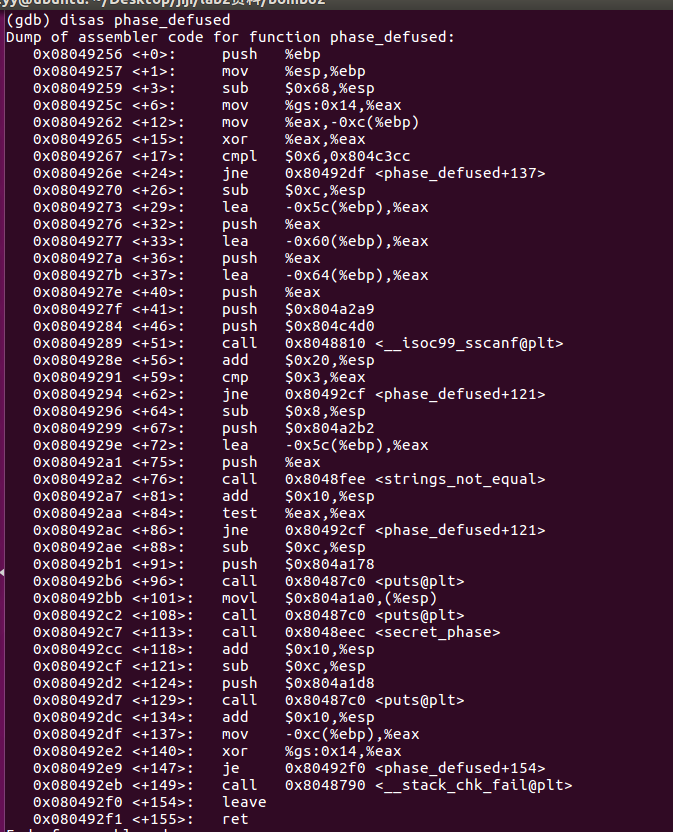 yy@ubuntu: ~/Desktop/jiji/lab2资料/bomb62
(gdb) disas phase_defused
Dump of assembler code for function phase_defused:
0x08049256 <+0>: push %ebp
0x08049257 <+1>: mov %esp,%ebp
0x08049259 <+3>: sub $0x68,%esp
0x0804925c <+6>: mov %gs:0x14,%eax
0x08049262 <+12>: mov %eax,-0xc(%ebp)
0x08049265 <+15>: xor %eax,%eax
0x08049267 <+17>: cmpl $0x6,0x804c3cc
0x0804926e <+24>: jne 0x80492df <phase_defused+137>
0x08049270 <+26>: sub $0xc,%esp
0x08049273 <+29>: lea -0x5c(%ebp),%eax
0x08049276 <+32>: push %eax
0x08049277 <+33>: lea -0x60(%ebp),%eax
0x0804927a <+36>: push %eax
0x0804927b <+37>: lea -0x64(%ebp),%eax
0x0804927e <+40>: push %eax
0x0804927f <+41>: push $0x804a2a9
0x08049284 <+46>: push $0x804c4d0
0x08049289 <+51>: call 0x8048810 <__isoc99_sscanf@plt>
0x0804928e <+56>: add $0x20,%esp
0x08049291 <+59>: cmp $0x3,%eax
0x08049294 <+62>: jne 0x80492cf <phase_defused+121>
0x08049296 <+64>: sub $0x8,%esp
0x08049299 <+67>: push $0x804a2b2
0x0804929e <+72>: lea -0x5c(%ebp),%eax
0x080492a1 <+75>: push %eax
0x080492a2 <+76>: call 0x8048fee <strings_not_equal>
0x080492a7 <+81>: add $0x10,%esp
0x080492aa <+84>: test %eax,%eax
0x080492ac <+86>: jne 0x80492cf <phase_defused+121>
0x080492ae <+88>: sub $0xc,%esp
0x080492b1 <+91>: push $0x804a178
0x080492b6 <+96>: call 0x80487c0 <puts@plt>
0x080492bb <+101>: movl $0x804a1a0,(%esp)
0x080492c2 <+108>: call 0x80487c0 <puts@plt>
0x080492c7 <+113>: call 0x8048eec <secret_phase>
0x080492cc <+118>: add $0x10,%esp
0x080492cf <+121>: sub $0xc,%esp
0x080492d2 <+124>: push $0x804a1d8
0x080492d7 <+129>: call 0x80487c0 <puts@plt>
0x080492dc <+134>: add $0x10,%esp
0x080492df <+137>: mov -0xc(%ebp),%eax
0x080492e2 <+140>: xor %gs:0x14,%eax
0x080492e9 <+147>: je 0x80492f0 <phase_defused+154>
0x080492eb <+149>: call 0x8048790 <__stack_chk_fail@plt>
0x080492f0 <+154>: leave
0x080492f1 <+155>: ret